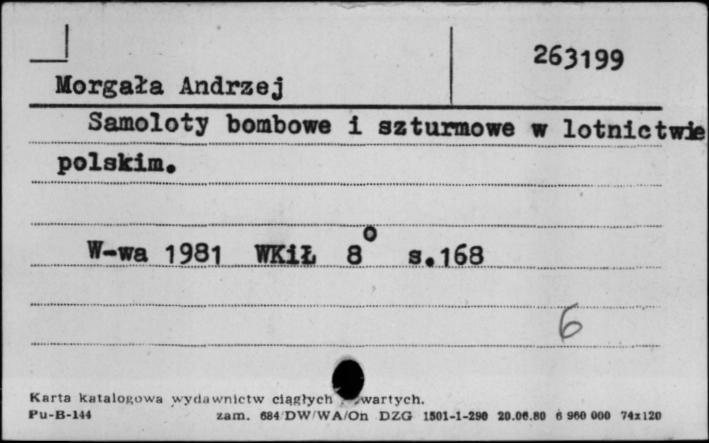 263199
Morgała Andrzej
Samoloty bombowe i szturmowe w lotnictwie
polskim.
W-wa 1981 WKiŁ 8° s.168
6
Karta katalogowa wydawnictw ciągłych wartych.
Pu-B-144 zam. 684/DW/WA/On DZG 1501-1-290 20.06.80 6 960 000 74x120